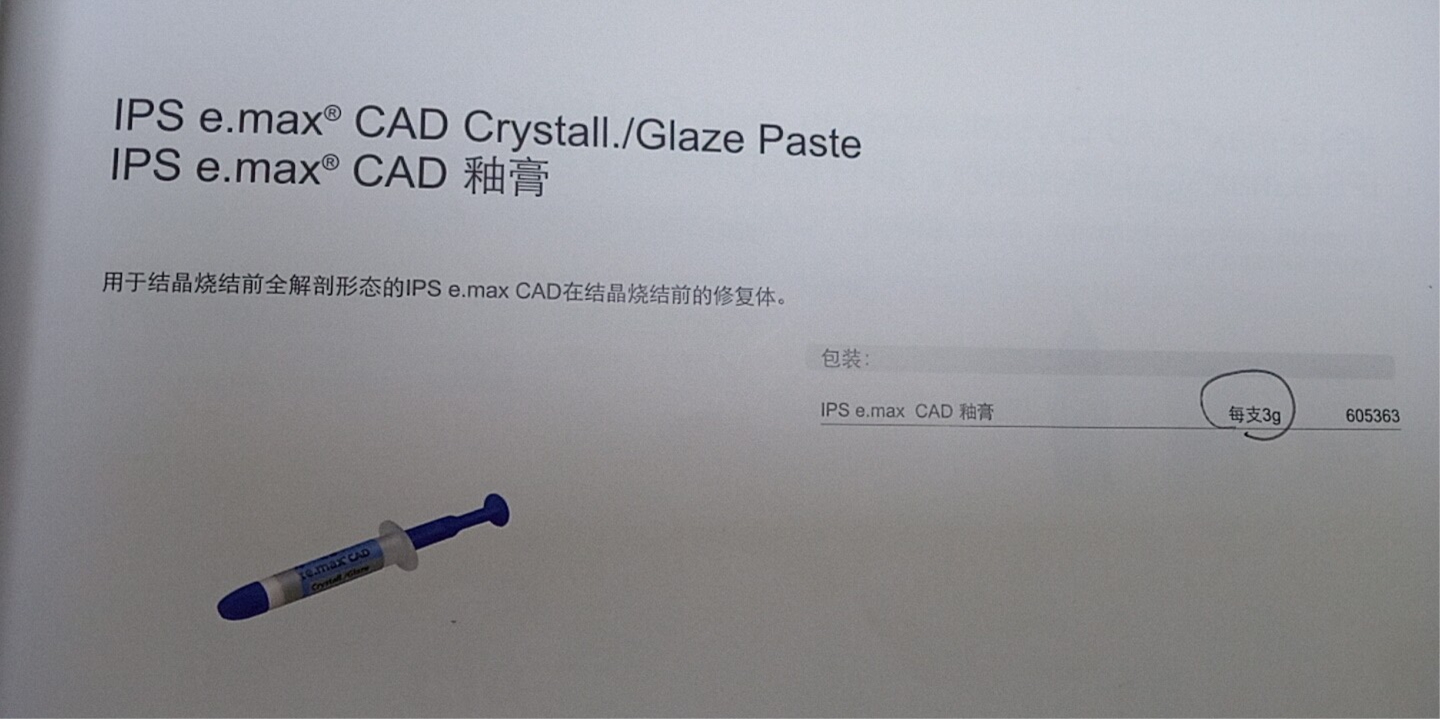 IPS e.max® CAD Crystall./Glaze Paste
IPS e.max® CAD 釉膏
用于结晶烧结前全解剖形态的IPS e.max CAD在结晶烧结前的修复体。
包装：
IPS e.max CAD 釉膏 每支3g 605363
e.max® CAD
Crystall./Glaze